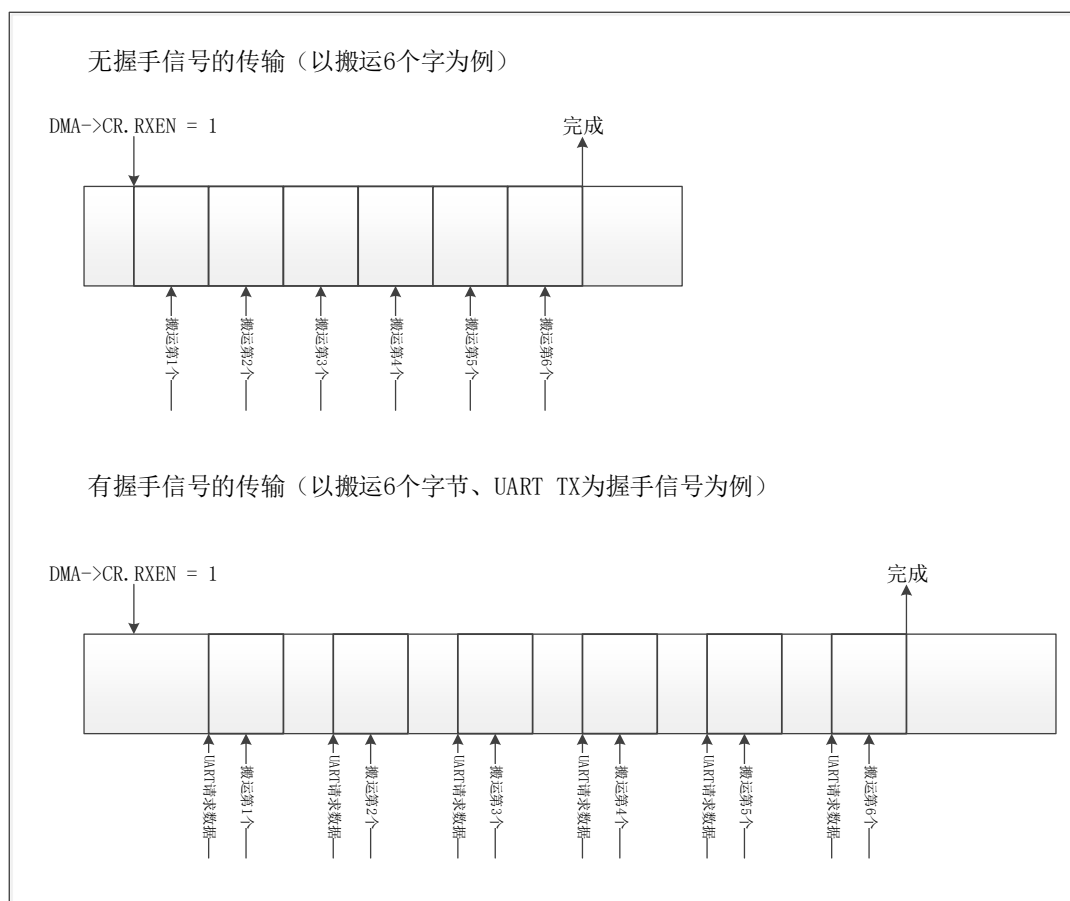 无握手信号的传输（以搬运6个字为例）
DMA->CR.RXEN = 1
完成
搬运第1个
搬运第2个
搬运第3个
搬运第4个
搬运第5个
搬运第6个
有握手信号的传输（以搬运6个字节、UART TX为握手信号为例）
DMA->CR.RXEN = 1
完成
UART请求数据
搬运第1个
UART请求数据
搬运第2个
UART请求数据
搬运第3个
UART请求数据
搬运第4个
UART请求数据
搬运第5个
UART请求数据
搬运第6个